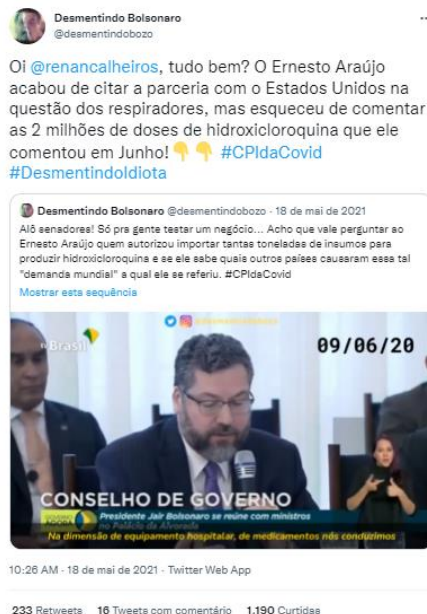 Desmentindo Bolsonaro
@desmentindobozo
Oi @renancalheiros, tudo bem? O Ernesto Araújo
acabou de citar a parceria com o Estados Unidos na
questão dos respiradores, mas esqueceu de comentar
as 2 milhões de doses de hidroxicloroquina que ele
comentou em Junho! 👇 👇 #CPIdaCovid
#DesmentindoIdiota
Desmentindo Bolsonaro @desmentindobozo · 18 de mai de 2021
Alô senadores! Só pra gente testar um negócio... Acho que vale perguntar ao
Ernesto Araújo quem autorizou importar tantas toneladas de insumos para
produzir hidroxicloroquina e se ele sabe quais outros países causaram essa tal
"demanda mundial" a qual ele se referiu. #CPIdaCovid
Mostrar esta sequência
Brasil
09/06/20
CONSELHO DE GOVERNO
Presidente Jair Bolsonaro se reúne com ministros
no Palácio da Alvorada
AGORA
Na dimensão de equipamento hospitalar, de medicamentos nós conduzimos
10:26 AM · 18 de mai de 2021 · Twitter Web App
233 Retweets 16 Tweets com comentário 1.190 Curtidas